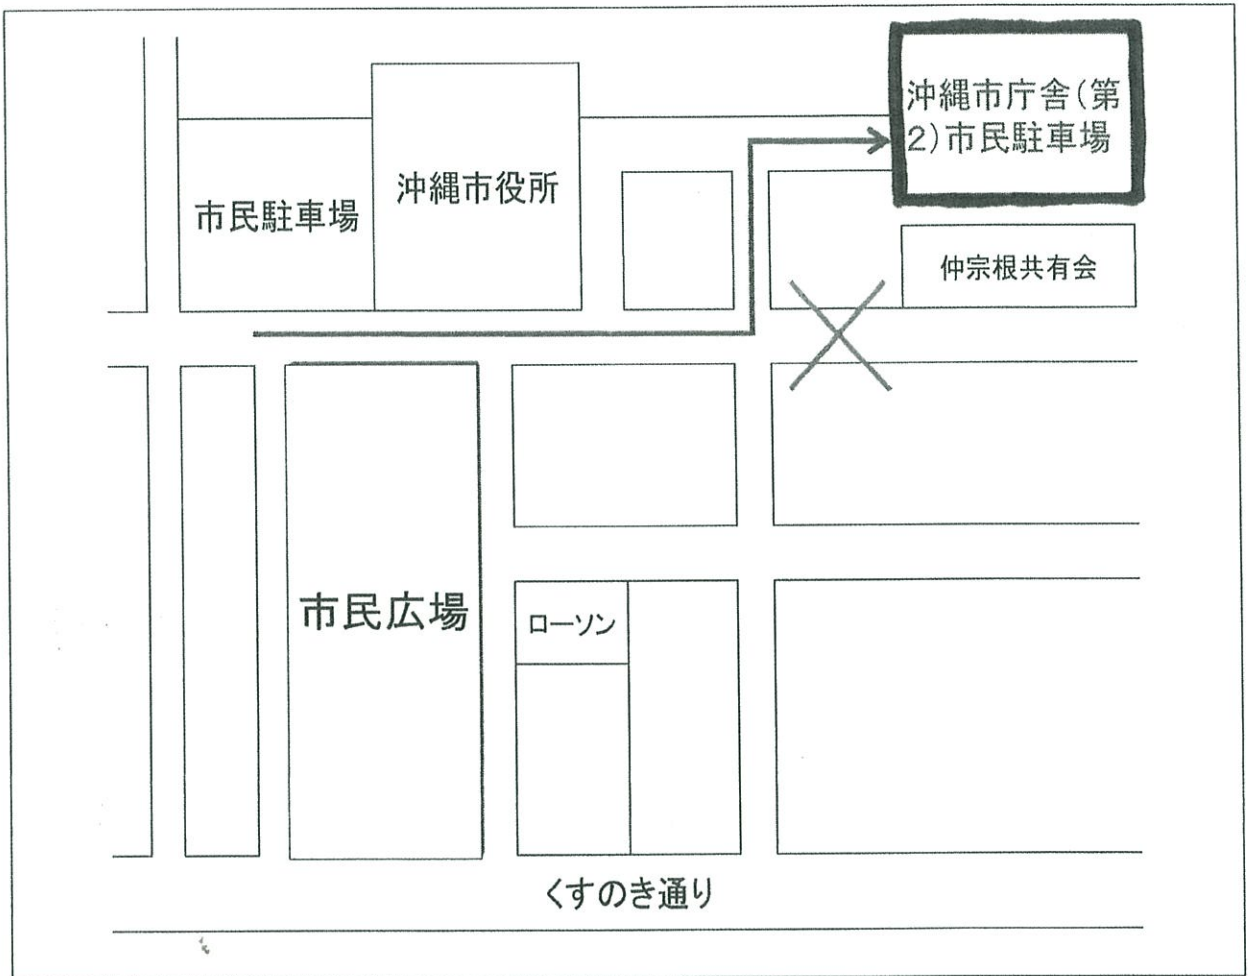 沖縄市庁舎(第
2)市民駐車場
沖縄市役所
市民駐車場
仲宗根共有会
市民広場
ローソン
くすのき通り